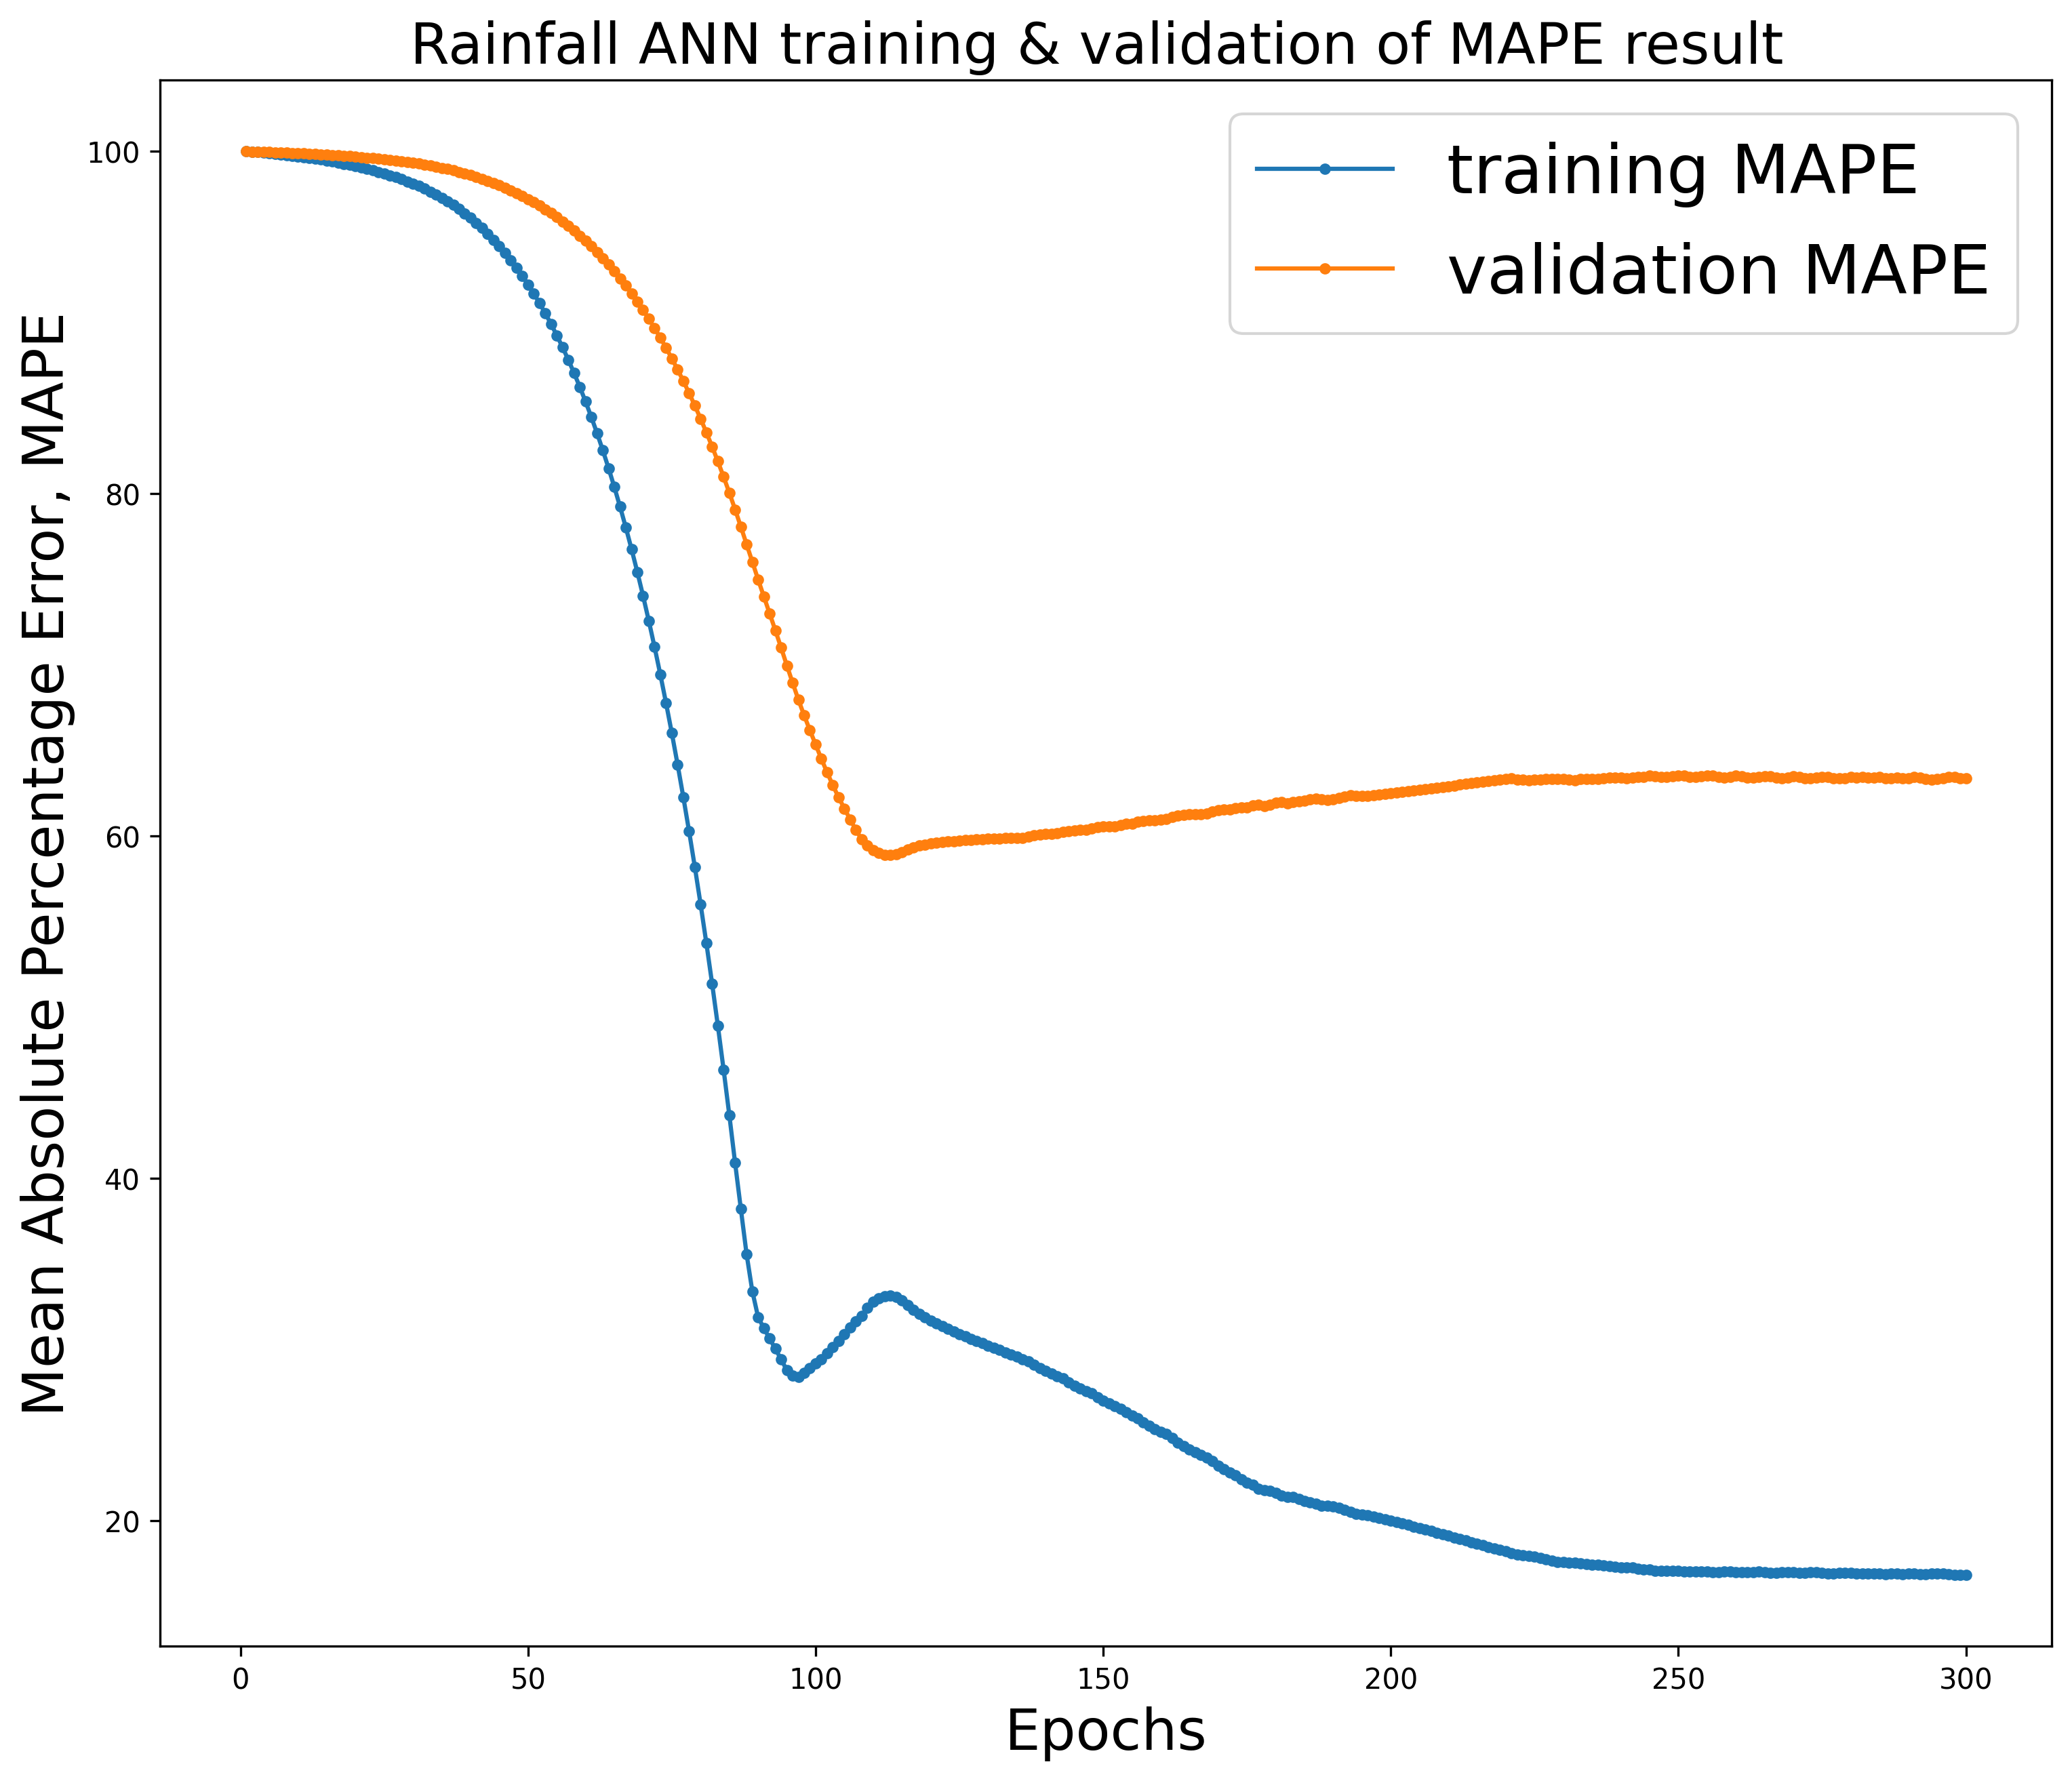 Rainfall ANN training & validation of MAPE result
training MAPE
validation MAPE
Mean Absolute Percentage Error, MAPE
100
80
60
40
20
0 50 100 150 200 250 300
Epochs